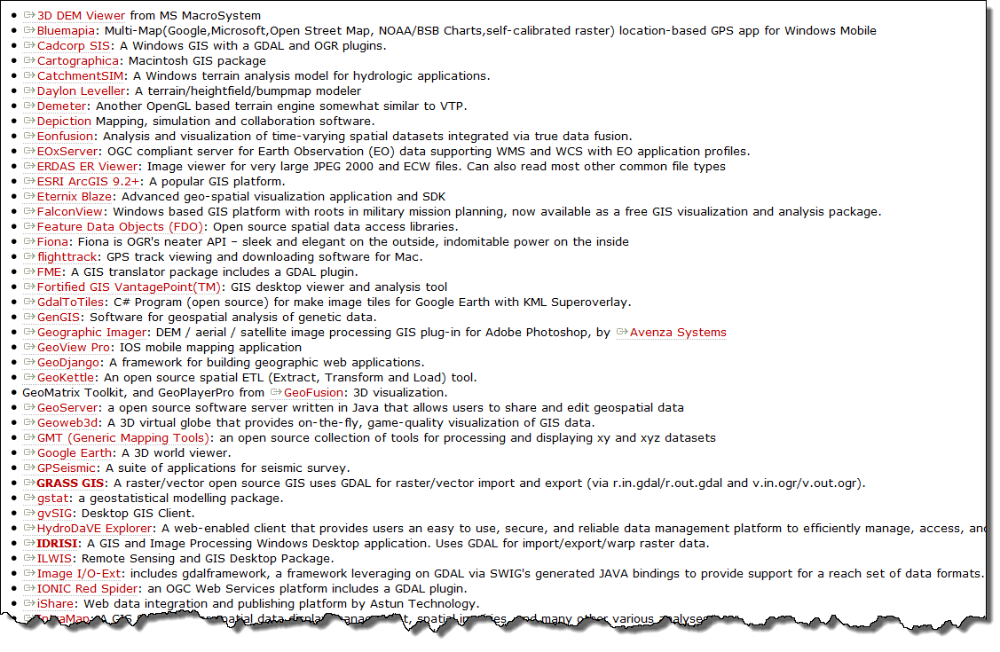 3D DEM Viewer from MS MacroSystem
Bluemapia: Multi-Map(Google,Microsoft,Open Street Map, NOAA/BSB Charts,self-calibrated raster) location-based GPS app for Windows Mobile
Cadcorp SIS: A Windows GIS with a GDAL and OGR plugins.
Cartographica: Macintosh GIS package
CatchmentSIM: A Windows terrain analysis model for hydrologic applications.
Daylon Leveller: A terrain/heightfield/bumpmap modeler
Demeter: Another OpenGL based terrain engine somewhat similar to VTP.
Depiction Mapping, simulation and collaboration software.
Eonfusion: Analysis and visualization of time-varying spatial datasets integrated via true data fusion.
EOxServer: OGC compliant server for Earth Observation (EO) data supporting WMS and WCS with EO application profiles.
ERDAS ER Viewer: Image viewer for very large JPEG 2000 and ECW files. Can also read most other common file types
ESRI ArcGIS 9.2+: A popular GIS platform.
Eternix Blaze: Advanced geo-spatial visualization application and SDK
FalconView: Windows based GIS platform with roots in military mission planning, now available as a free GIS visualization and analysis package.
Feature Data Objects (FDO): Open source spatial data access libraries.
Fiona: Fiona is OGR's neater API – sleek and elegant on the outside, indomitable power on the inside
flighttrack: GPS track viewing and downloading software for Mac.
FME: A GIS translator package includes a GDAL plugin.
Fortified GIS VantagePoint(TM): GIS desktop viewer and analysis tool
GdalToTiles: C# Program (open source) for make image tiles for Google Earth with KML Superoverlay.
GenGIS: Software for geospatial analysis of genetic data.
Geographic Imager: DEM / aerial / satellite image processing GIS plug-in for Adobe Photoshop, by Avenza Systems
GeoView Pro: IOS mobile mapping application
GeoDjango: A framework for building geographic web applications.
GeoKettle: An open source spatial ETL (Extract, Transform and Load) tool.
GeoMatrix Toolkit, and GeoPlayerPro from GeoFusion: 3D visualization.
GeoServer: a open source software server written in Java that allows users to share and edit geospatial data
Geoweb3d: A 3D virtual globe that provides on-the-fly, game-quality visualization of GIS data.
GMT (Generic Mapping Tools): an open source collection of tools for processing and displaying xy and xyz datasets
Google Earth: A 3D world viewer.
GPSeismic: A suite of applications for seismic survey.
GRASS GIS: A raster/vector open source GIS uses GDAL for raster/vector import and export (via r.in.gdal/r.out.gdal and v.in.ogr/v.out.ogr).
gstat: a geostatistical modelling package.
gvSIG: Desktop GIS Client.
HydroDaVE Explorer: A web-enabled client that provides users an easy to use, secure, and reliable data management platform to efficiently manage, access, and
IDRISI: A GIS and Image Processing Windows Desktop application. Uses GDAL for import/export/warp raster data.
ILWIS: Remote Sensing and GIS Desktop Package.
Image I/O-Ext: includes gdalframework, a framework leveraging on GDAL via SWIG's generated JAVA bindings to provide support for a reach set of data formats.
IONIC Red Spider: an OGC Web Services platform includes a GDAL plugin.
iShare: Web data integration and publishing platform by Astun Technology.
A GIS spatial data spatial and many other various analyses